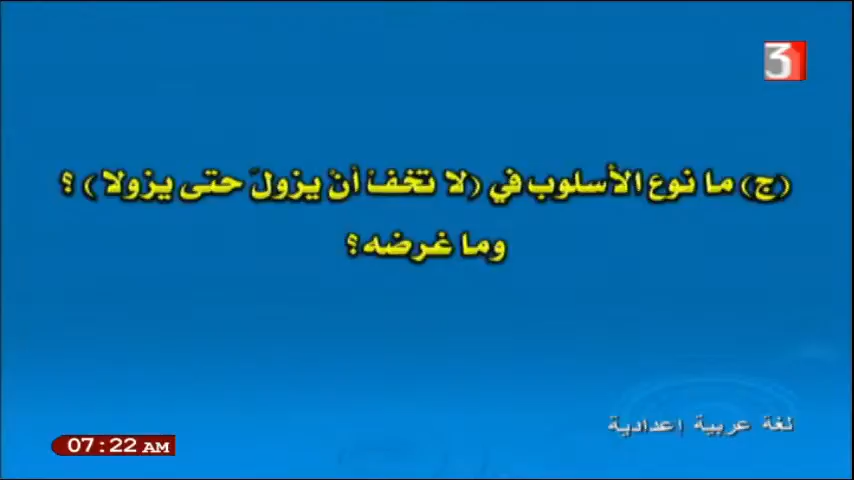 3
(ج) ما نوع الأسلوب في (لا تخفْ أنْ يزولَ حتى يزولا) ؟
وما غرضه؟
لغة عربية إعدادية
07:22 AM